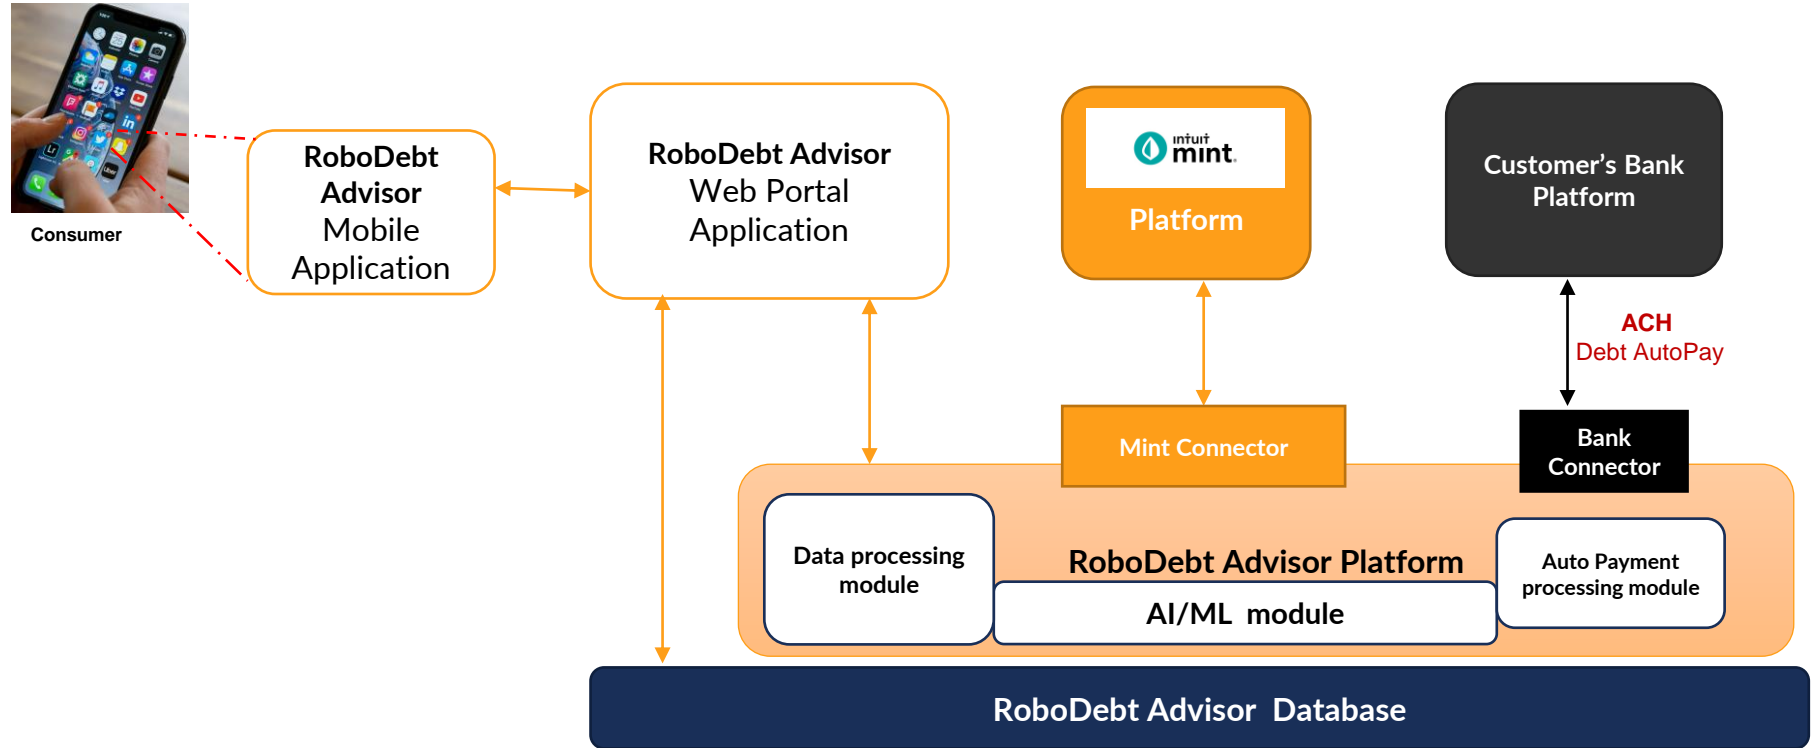 Consumer
RoboDebt
Advisor
Mobile
Application
RoboDebt Advisor
Web Portal
Application
intuit
mint.
Platform
Customer’s Bank
Platform
ACH
Debt AutoPay
Mint Connector
Bank
Connector
Data processing
module
RoboDebt Advisor Platform
AI/ML module
Auto Payment
processing module
RoboDebt Advisor Database